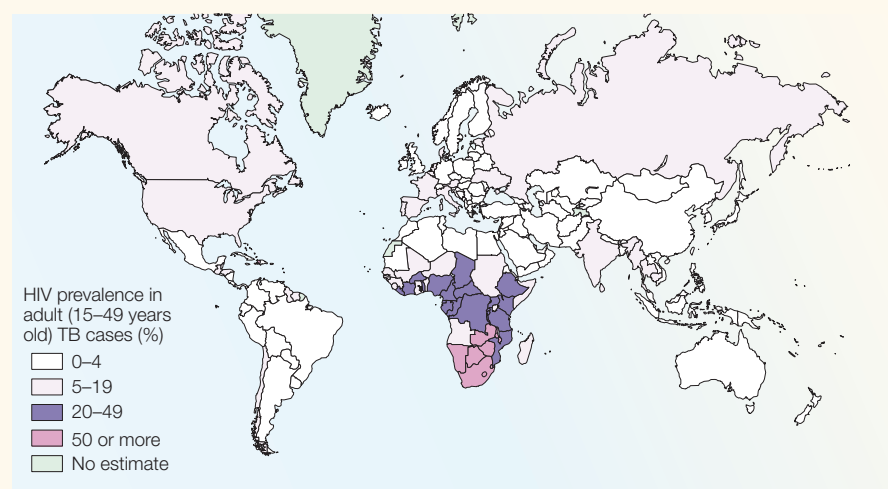 HIV prevalence in
adult (15–49 years
old) TB cases (%)
0–4
5–19
20–49
50 or more
No estimate